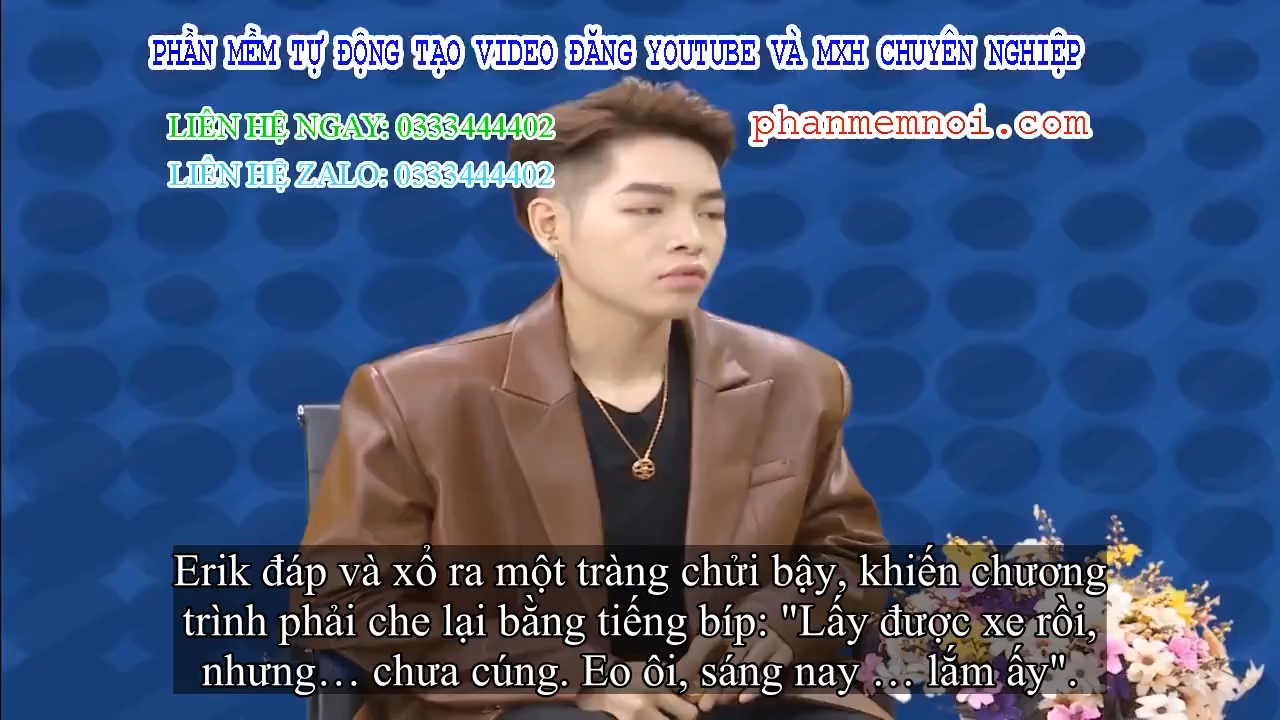 PHẦN MỀM TỰ ĐỘNG TẠO VIDEO ĐĂNG YOUTUBE VÀ MXH CHUYÊN NGHIỆP
LIÊN HỆ NGAY: 0333444402
phanmemnoi.com
LIÊN HỆ ZALO: 0333444402
Erik đáp và xổ ra một tràng chửi bậy, khiến chương
trình phải che lại bằng tiếng bíp: "Lấy được xe rồi,
nhưng… chưa cúng. Eo ôi, sáng nay … lắm ấy".